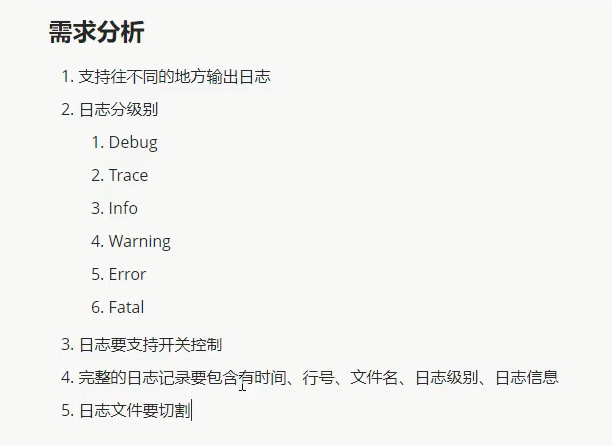 需求分析
1. 支持往不同的地方输出日志
2. 日志分级别
1. Debug
2. Trace
3. Info
4. Warning
5. Error
6. Fatal
3. 日志要支持开关控制
4. 完整的日志记录要包含有时间、行号、文件名、日志级别、日志信息
5. 日志文件要切割